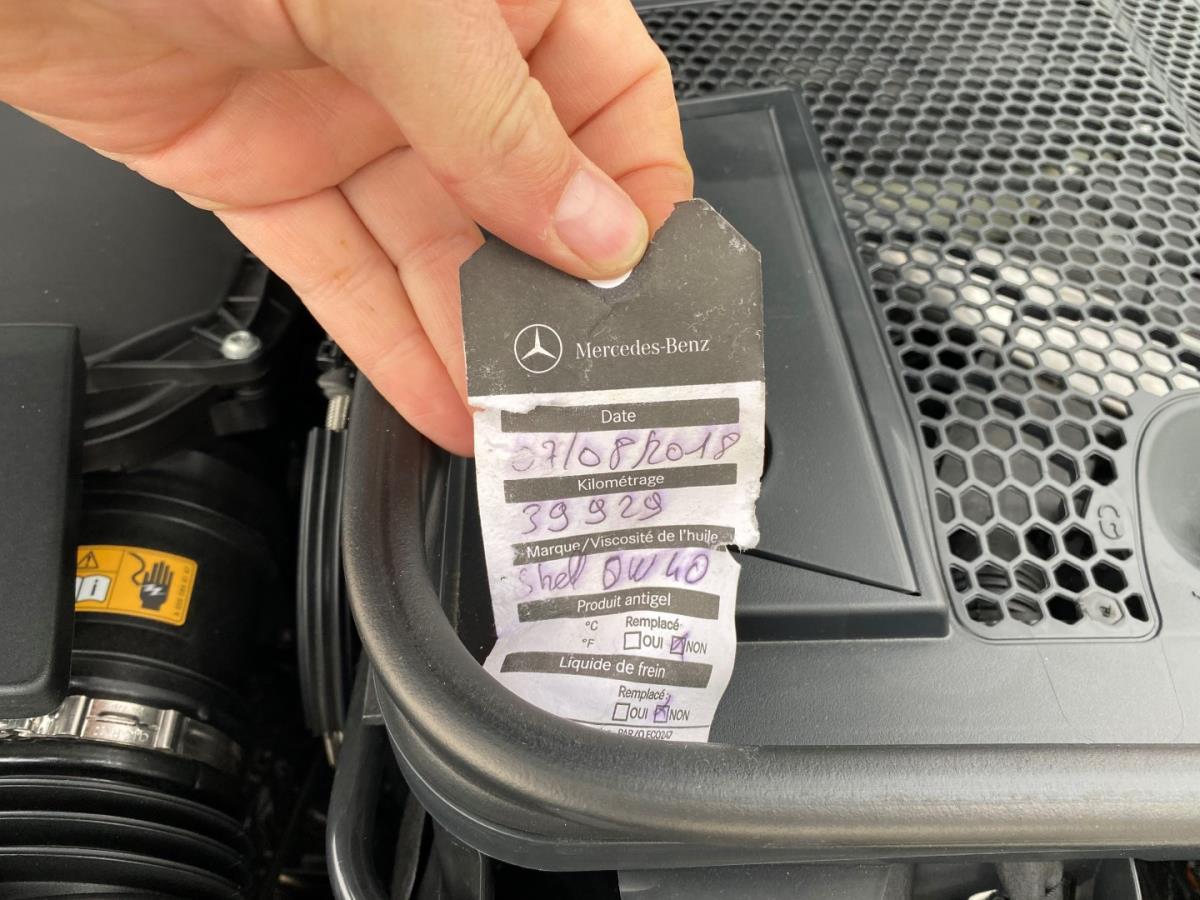 Mercedes-Benz
Date
07/08/2018
Kilométrage
39929
Marque/Viscosité de l'huile
Shell 0W40
Produit antigel
°C Remplacé:
°F OUI NON
Liquide de frein
Remplacé:
OUI NON